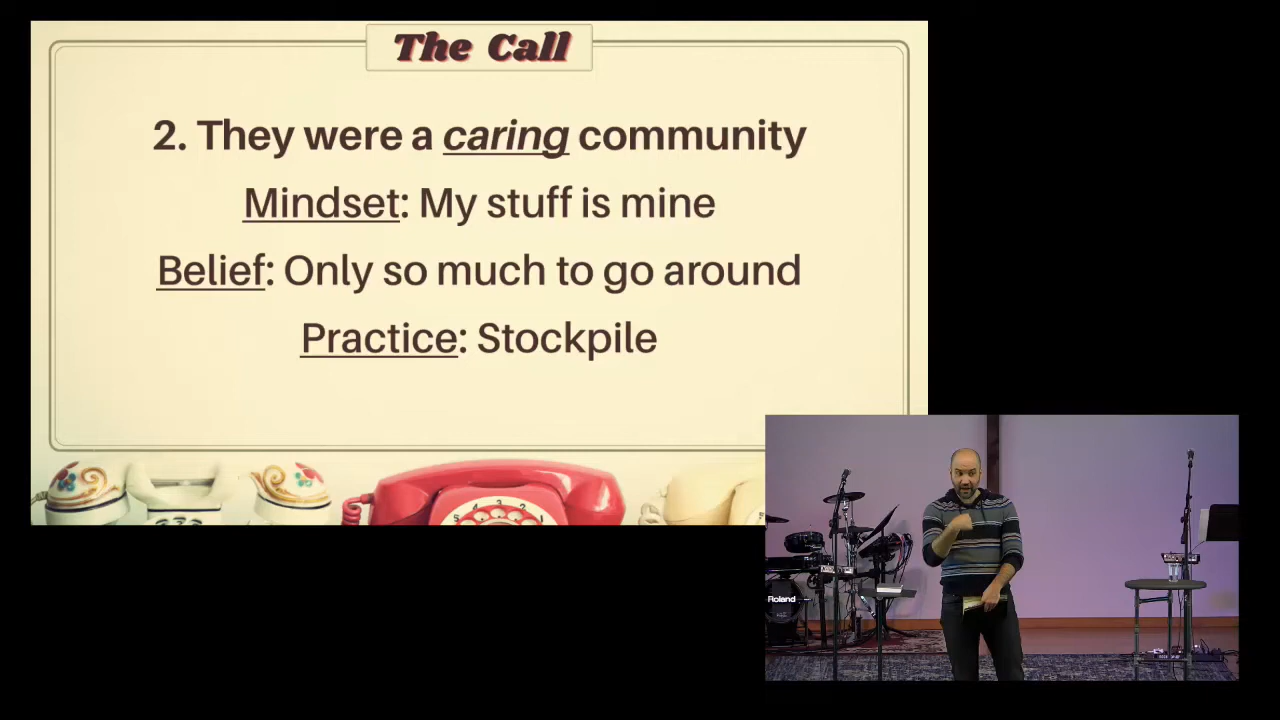 The Call
2. They were a caring community
Mindset: My stuff is mine
Belief: Only so much to go around
Practice: Stockpile
Roland